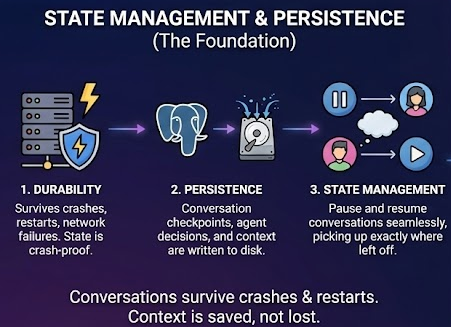 STATE MANAGEMENT & PERSISTENCE
(The Foundation)
1. DURABILITY
Survives crashes,
restarts, network
failures. State is
crash-proof.
2. PERSISTENCE
Conversation
checkpoints, agent
decisions, and context
are written to disk.
3. STATE MANAGEMENT
Pause and resume
conversations seamlessly,
picking up exactly where
left off.
Conversations survive crashes & restarts.
Context is saved, not lost.